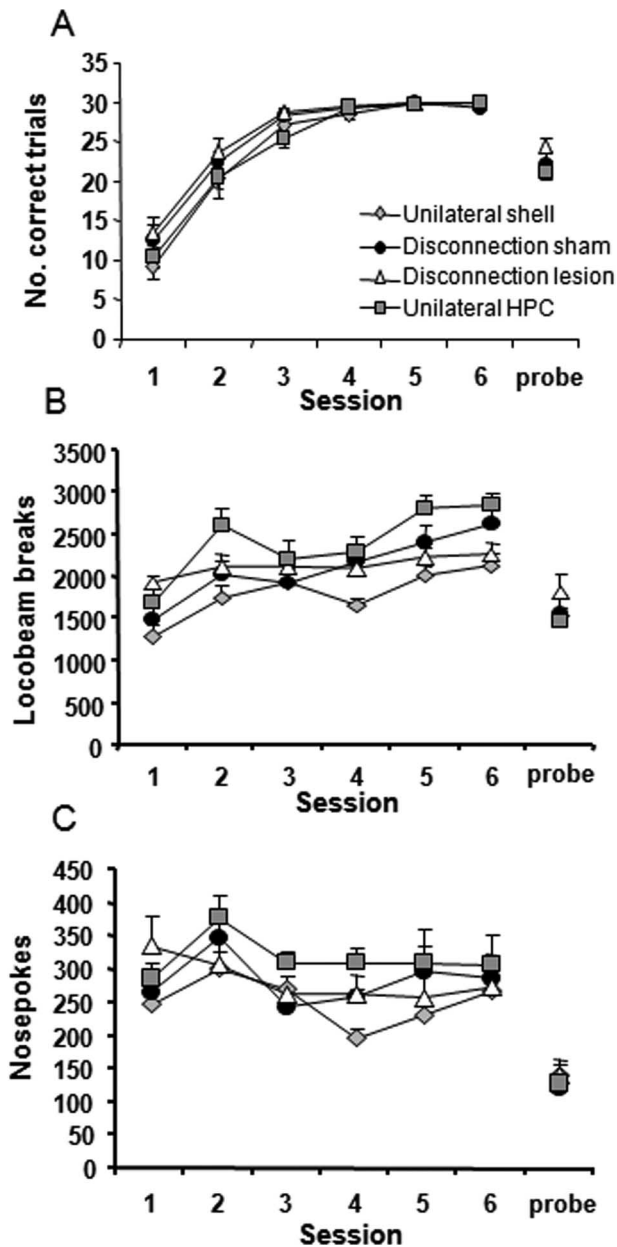 A
No. correct trials
35
30
25
20
15
10
5
0
Unilateral shell
Disconnection sham
Disconnection lesion
Unilateral HPC
1 2 3 4 5 6 probe
Session
B
Locobeam breaks
3500
3000
2500
2000
1500
1000
500
0
1 2 3 4 5 6 probe
Session
C
Nosepokes
450
400
350
300
250
200
150
100
50
0
1 2 3 4 5 6 probe
Session